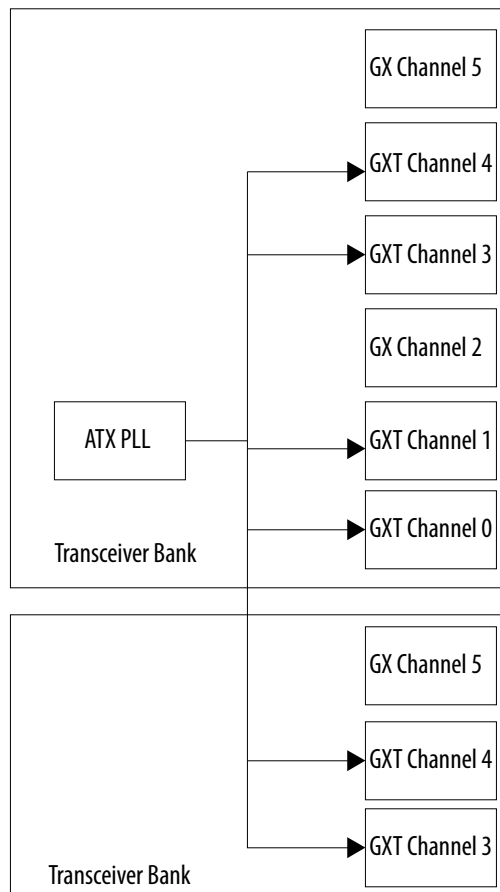 GX Channel 5
GXT Channel 4
GXT Channel 3
GX Channel 2
ATX PLL
GXT Channel 1
GXT Channel 0
Transceiver Bank
GX Channel 5
GXT Channel 4
GXT Channel 3
Transceiver Bank